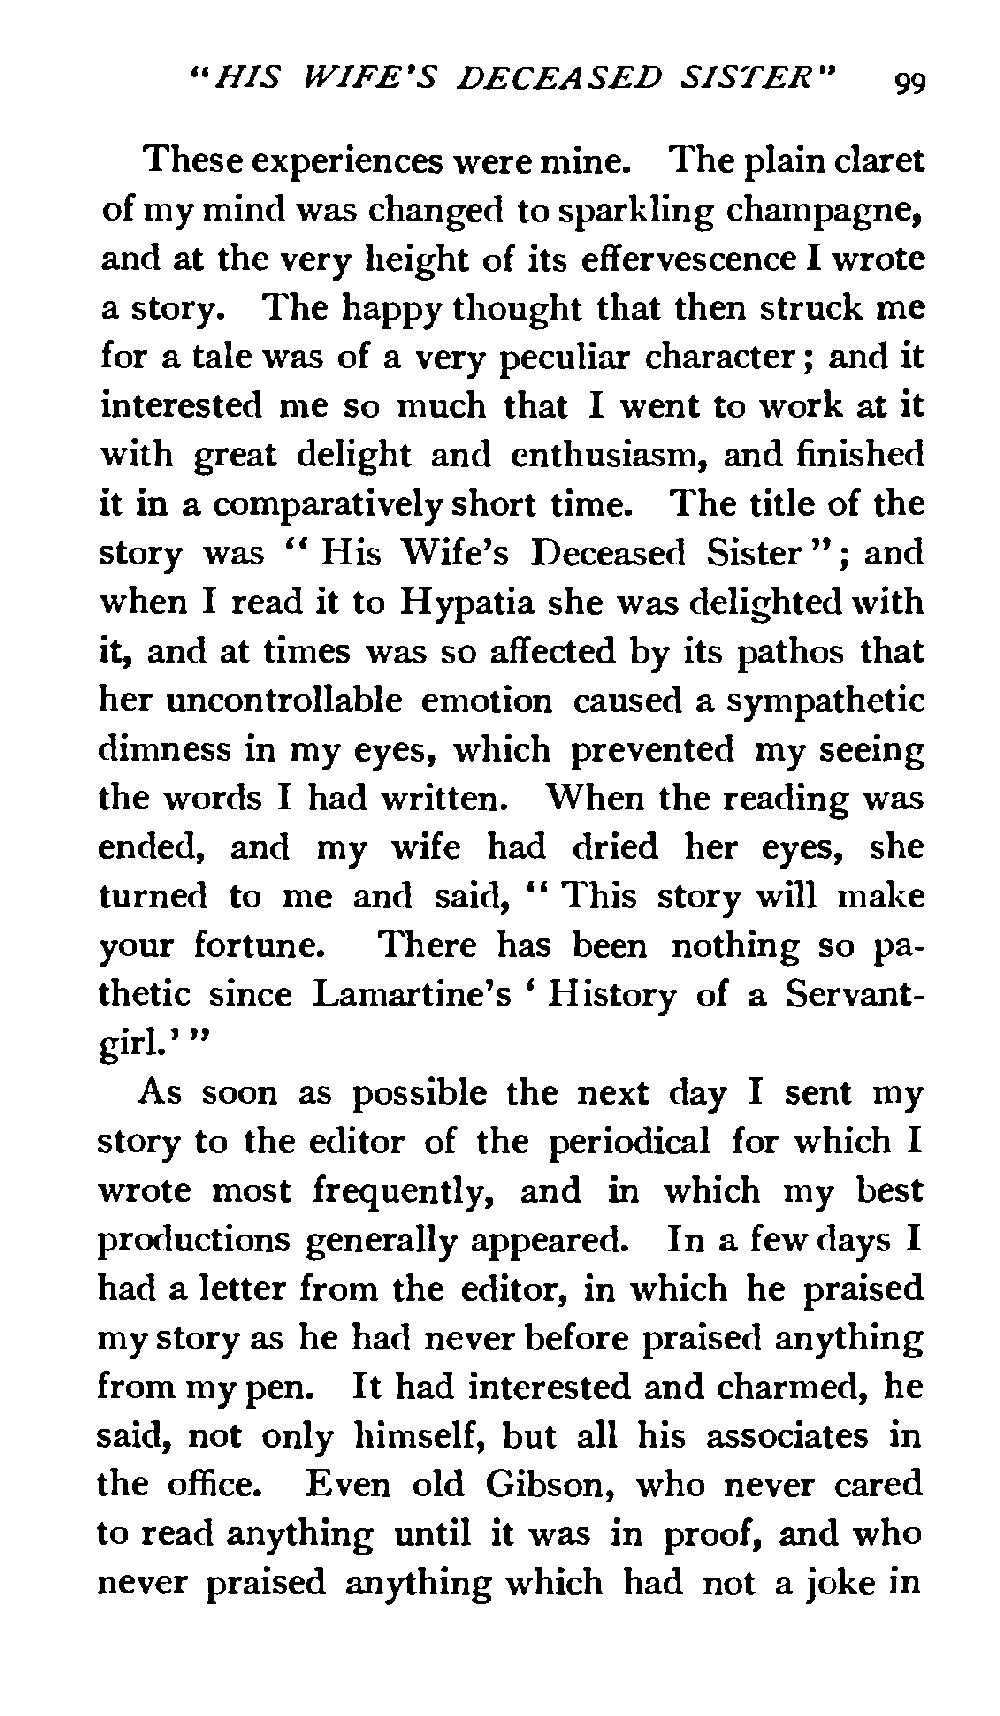 "HIS WIFE'S DECEASED SISTER" 99
These experiences were mine. The plain claret
of my mind was changed to sparkling champagne,
and at the very height of its effervescence I wrote
a story. The happy thought that then struck me
for a tale was of a very peculiar character; and it
interested me so much that I went to work at it
with great delight and enthusiasm, and finished
it in a comparatively short time. The title of the
story was "His Wife's Deceased Sister"; and
when I read it to Hypatia she was delighted with
it, and at times was so affected by its pathos that
her uncontrollable emotion caused a sympathetic
dimness in my eyes, which prevented my seeing
the words I had written. When the reading was
ended, and my wife had dried her eyes, she
turned to me and said, "This story will make
your fortune. There has been nothing so pa-
thetic since Lamartine's 'History of a Servant-
girl.'"
As soon as possible the next day I sent my
story to the editor of the periodical for which I
wrote most frequently, and in which my best
productions generally appeared. In a few days I
had a letter from the editor, in which he praised
my story as he had never before praised anything
from my pen. It had interested and charmed, he
said, not only himself, but all his associates in
the office. Even old Gibson, who never cared
to read anything until it was in proof, and who
never praised anything which had not a joke in